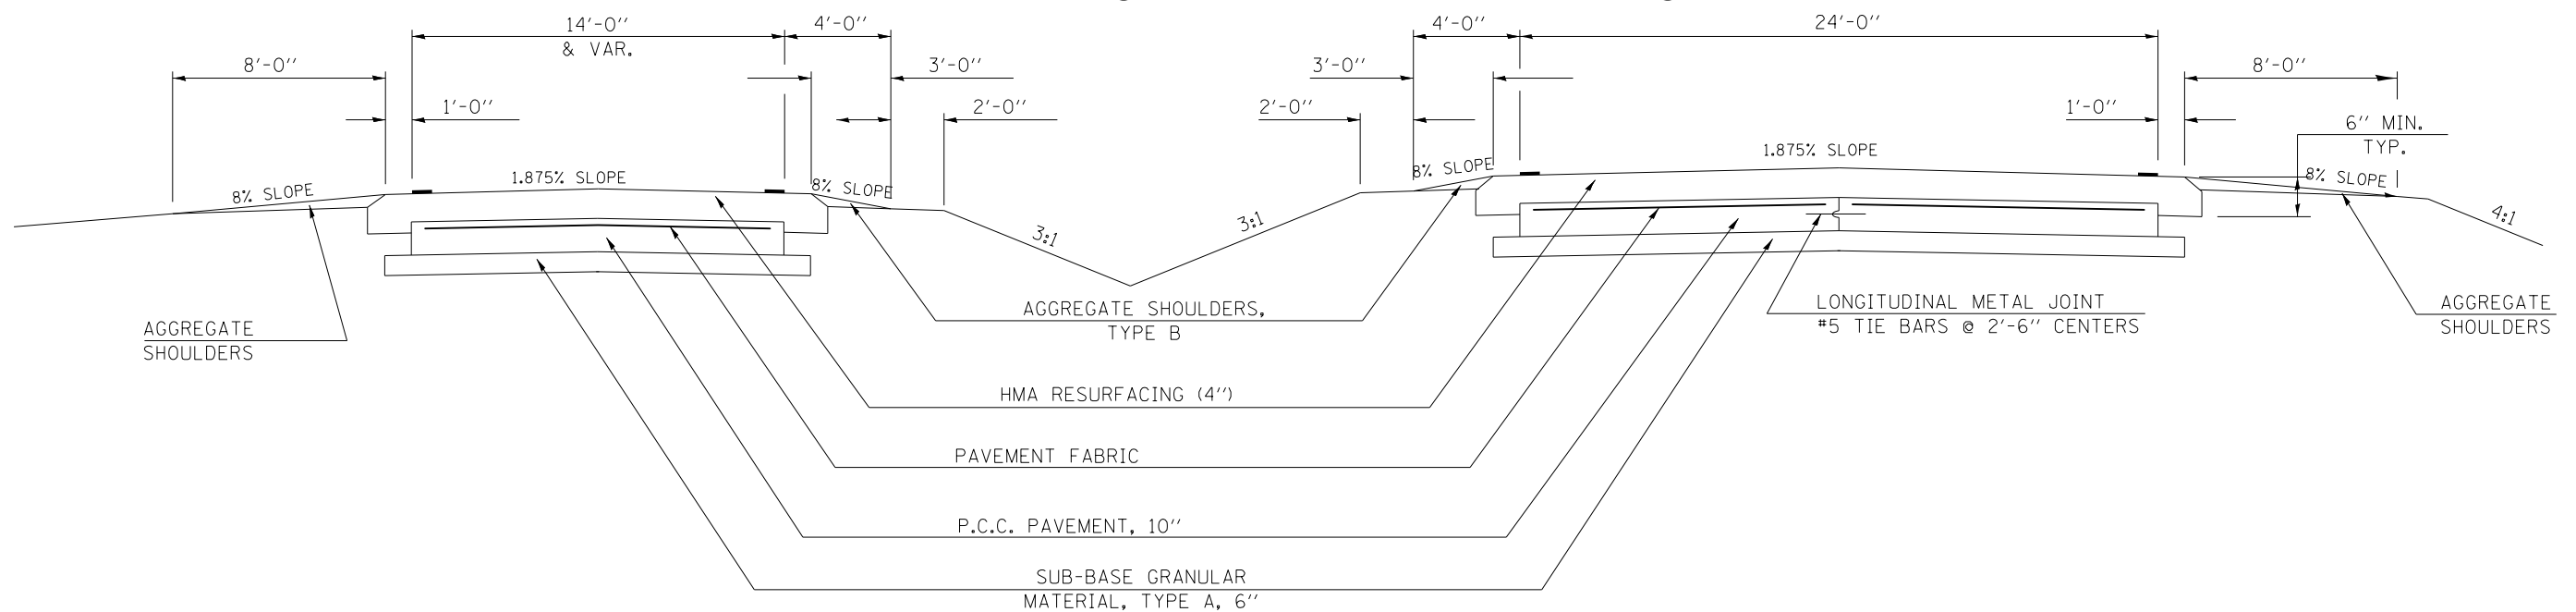 14'-0"
& VAR.
4'-0"
4'-0"
24'-0"
8'-0"
3'-0"
3'-0"
8'-0"
1'-0"
2'-0"
2'-0"
1'-0"
6" MIN.
TYP.
8% SLOPE
1.875% SLOPE
8% SLOPE
8% SLOPE
1.875% SLOPE
8% SLOPE
3:1
3:1
4:1
AGGREGATE
SHOULDERS
AGGREGATE SHOULDERS,
TYPE B
LONGITUDINAL METAL JOINT
#5 TIE BARS @ 2'-6" CENTERS
AGGREGATE
SHOULDERS
HMA RESURFACING (4")
PAVEMENT FABRIC
P.C.C. PAVEMENT, 10"
SUB-BASE GRANULAR
MATERIAL, TYPE A, 6"